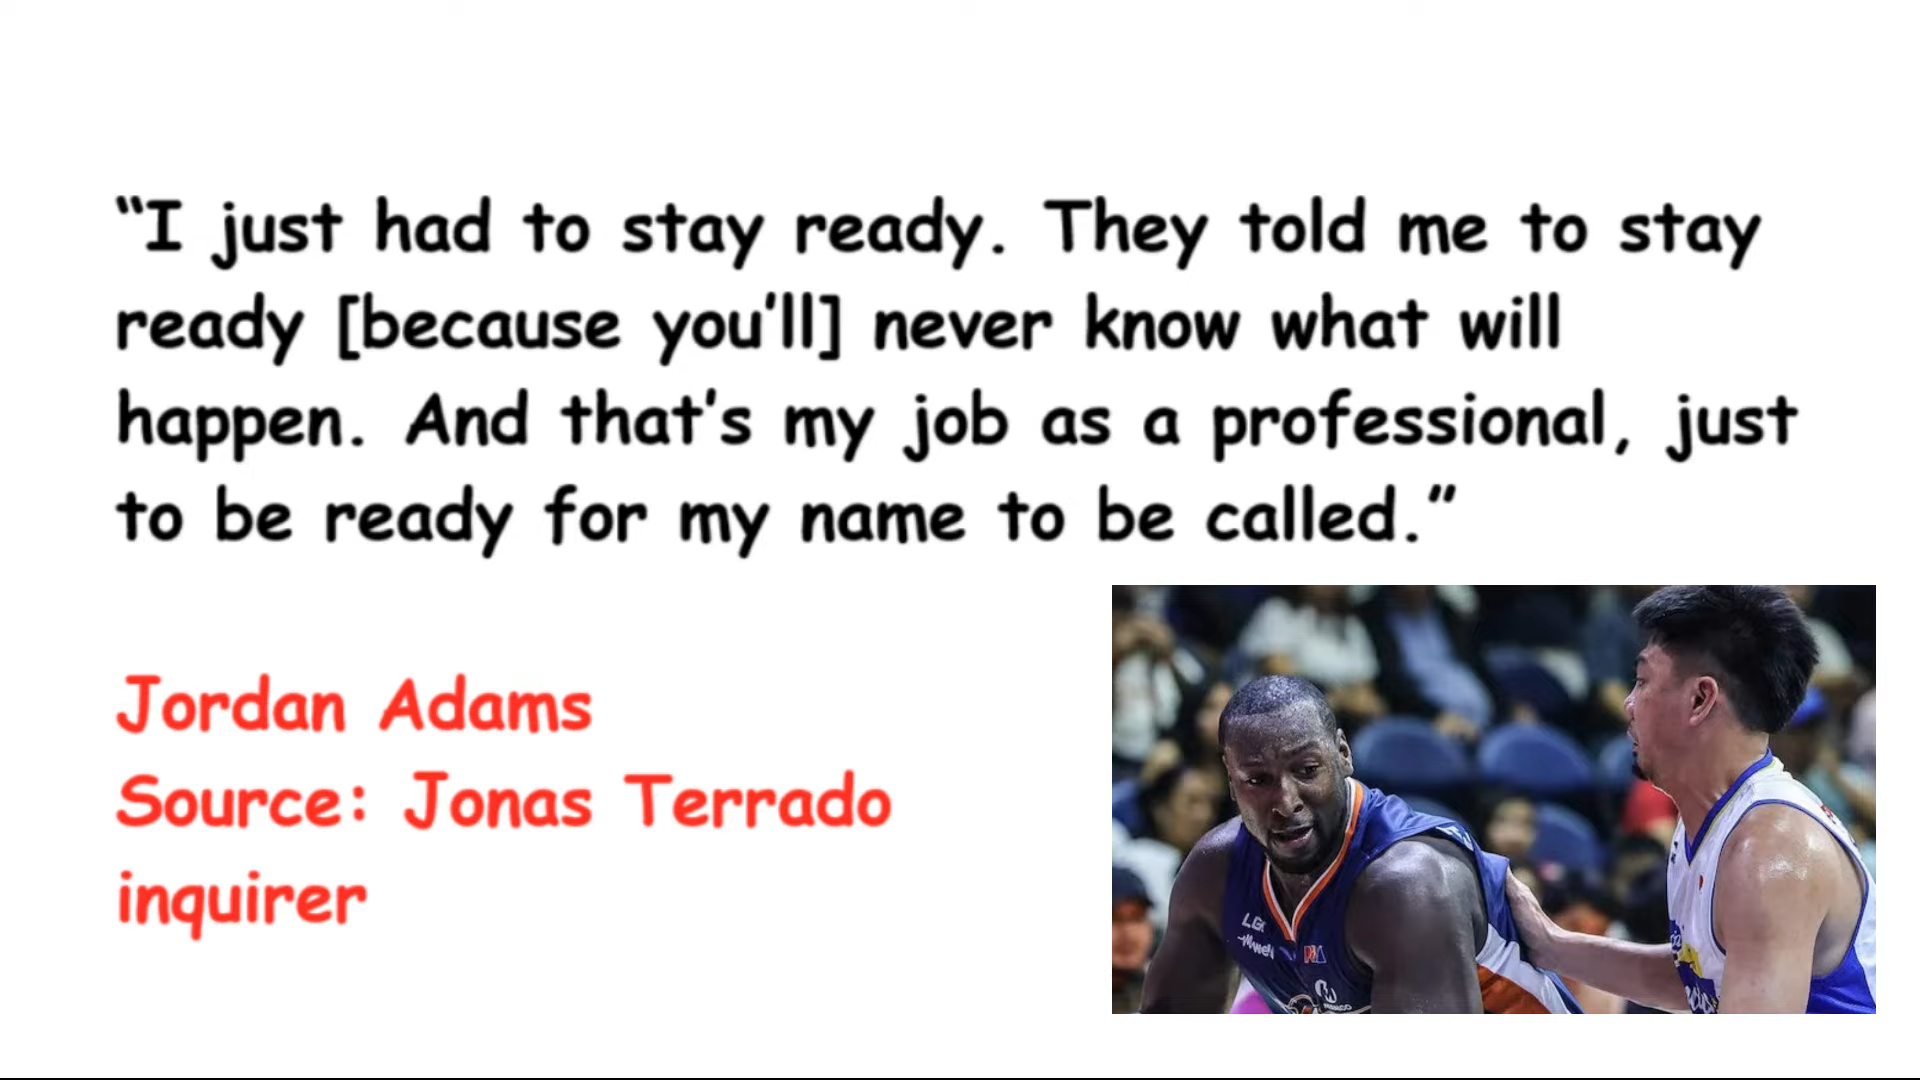 “I just had to stay ready. They told me to stay
ready [because you’ll] never know what will
happen. And that’s my job as a professional, just
to be ready for my name to be called.”
Jordan Adams
Source: Jonas Terrado
inquirer